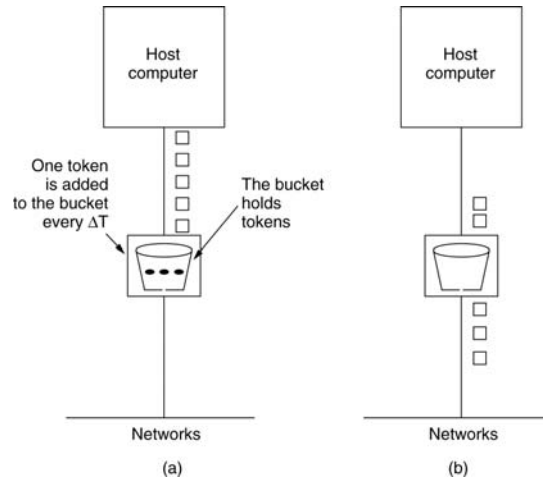 Host
computer
One token
is added
to the bucket
every ΔT
The bucket
holds
tokens
Networks
(a)
Host
computer
Networks
(b)